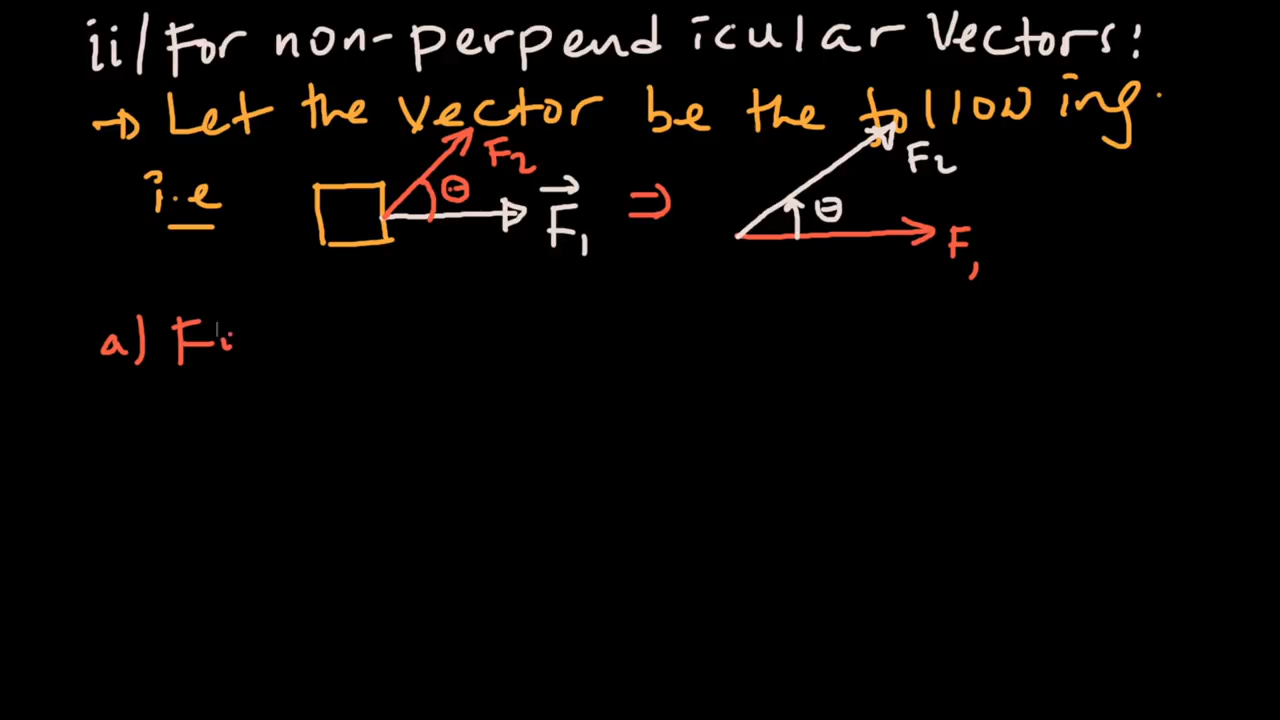 ii/ For non-perpendicular Vectors:
→ Let the vector be the following.
i.e F2 θ F1 ⇒ F2 θ F1
a) Fi